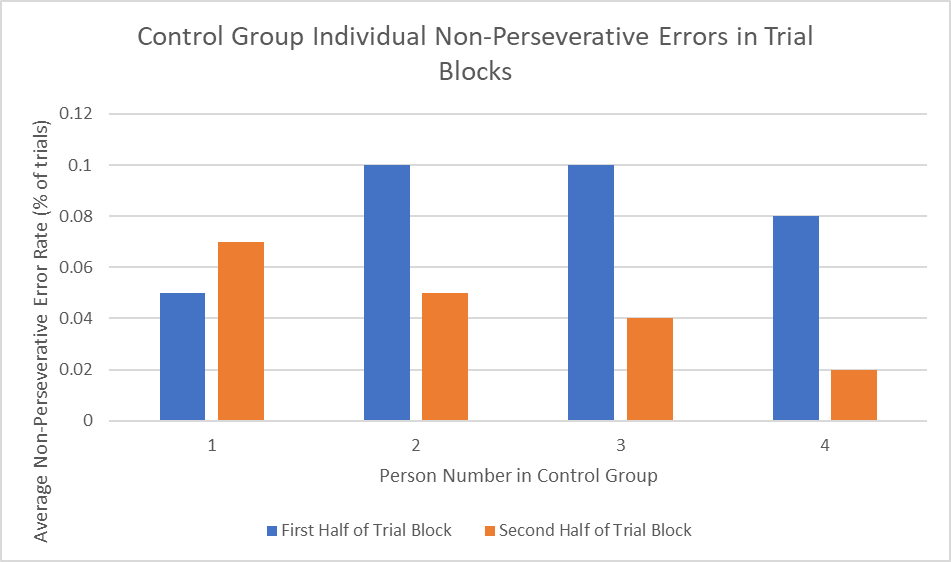 Control Group Individual Non-Perseverative Errors in Trial
Blocks
Average Non-Perseverative Error Rate (% of trials)
0.12
0.1
0.08
0.06
0.04
0.02
0
1 2 3 4
Person Number in Control Group
First Half of Trial Block Second Half of Trial Block